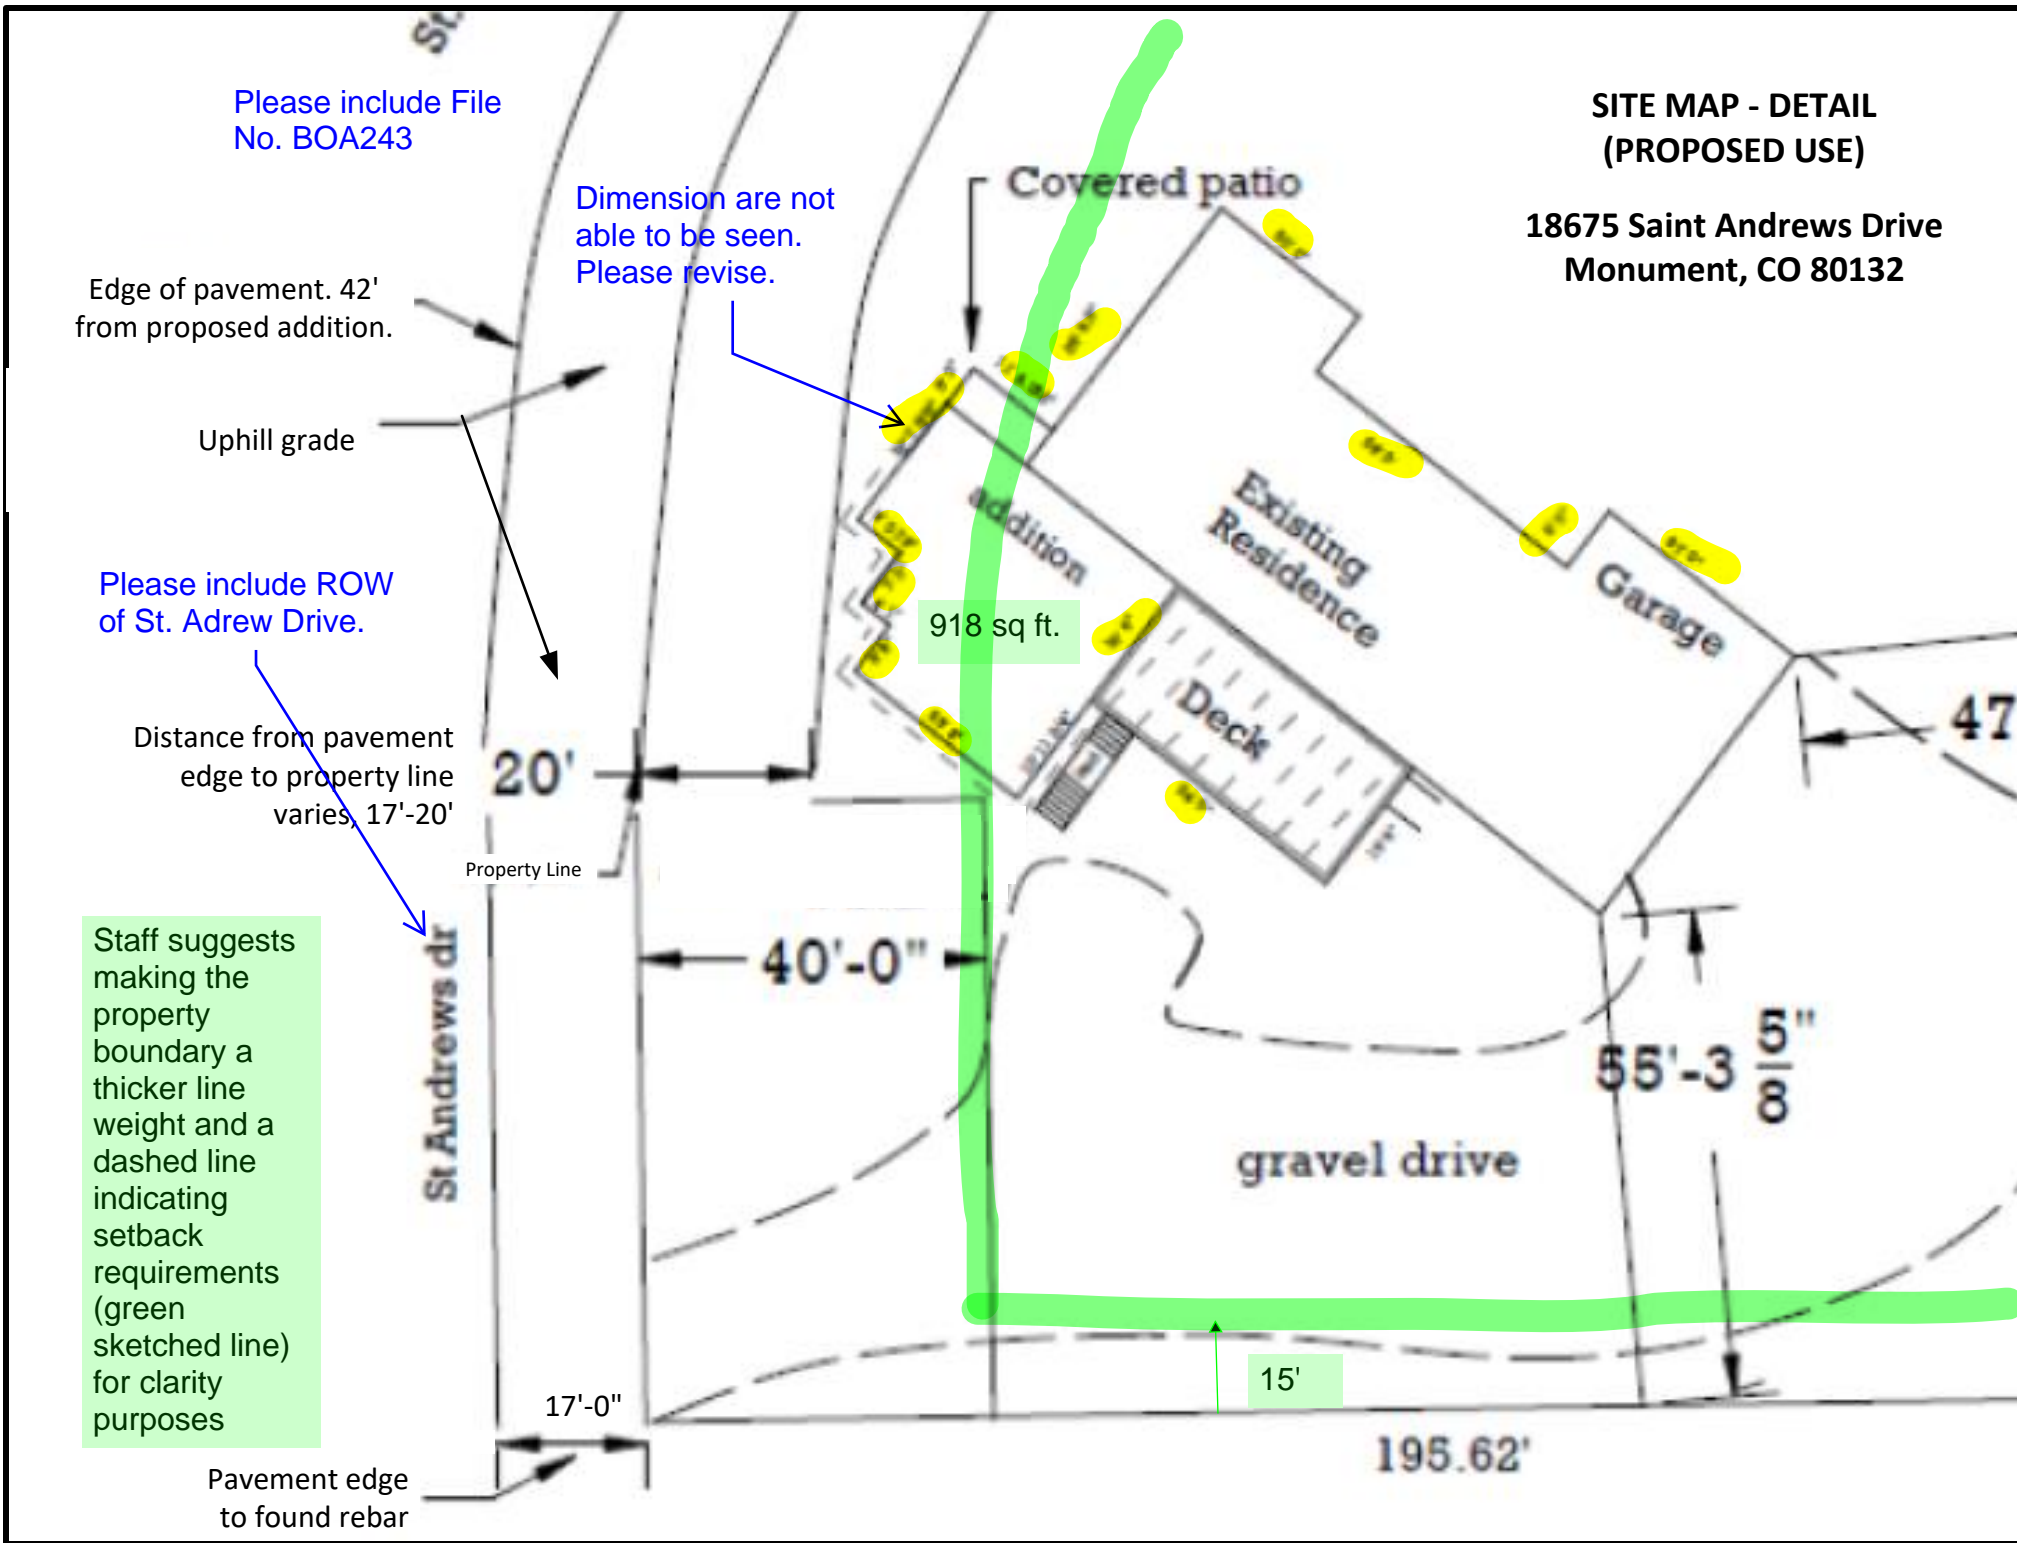 St.
Please include File
No. BOA243
SITE MAP - DETAIL
(PROPOSED USE)
18675 Saint Andrews Drive
Monument, CO 80132
Covered patio
Dimension are not
able to be seen.
Please revise.
Edge of pavement. 42'
from proposed addition.
Uphill grade
addition
Existing
Residence
Garage
Please include ROW
of St. Adrew Drive.
918 sq ft.
Deck
47
Distance from pavement
edge to property line
varies, 17'-20'
20'
Property Line
40'-0"
St Andrews dr
Staff suggests
making the
property
boundary a
thicker line
weight and a
dashed line
indicating
setback
requirements
(green
sketched line)
for clarity
purposes
55'-3 5/8"
gravel drive
15'
17'-0"
195.62'
Pavement edge
to found rebar